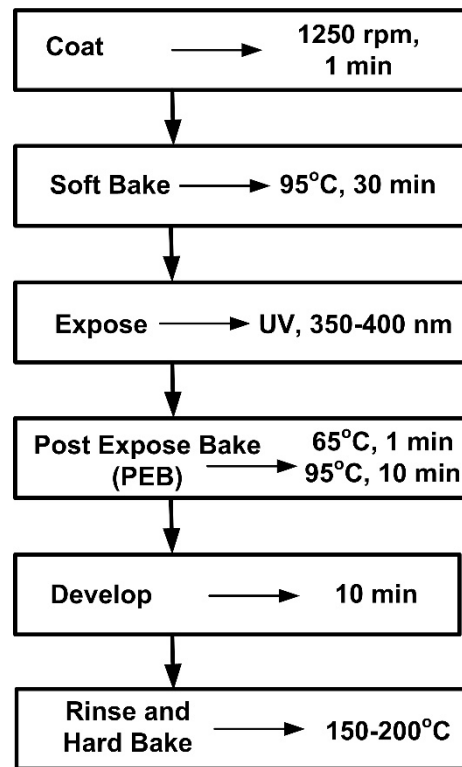 Coat
1250 rpm,
1 min
Soft Bake
95°C, 30 min
Expose
UV, 350-400 nm
Post Expose Bake
(PEB)
65°C, 1 min
95°C, 10 min
Develop
10 min
Rinse and
Hard Bake
150-200°C